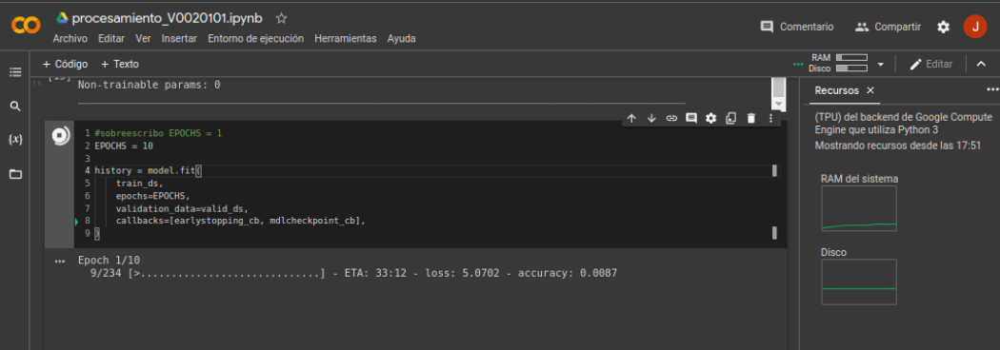 procesamiento_V0020101.ipynb
Archivo Editar Ver Insertar Entorno de ejecución Herramientas Ayuda
Comentario Compartir J
+ Código + Texto
RAM
Disco
Editar
Non-trainable params: 0
1 #sobreescribo EPOCHS = 1
2 EPOCHS = 10
3
4 history = model.fit(
5 train_ds,
6 epochs=EPOCHS,
7 validation_data=valid_ds,
8 callbacks=[earlystopping_cb, mdlcheckpoint_cb],
9 )
... Epoch 1/10
9/234 [>.............................] - ETA: 33:12 - loss: 5.0702 - accuracy: 0.0087
Recursos
(TPU) del backend de Google Compute
Engine que utiliza Python 3
Mostrando recursos desde las 17:51
RAM del sistema
Disco